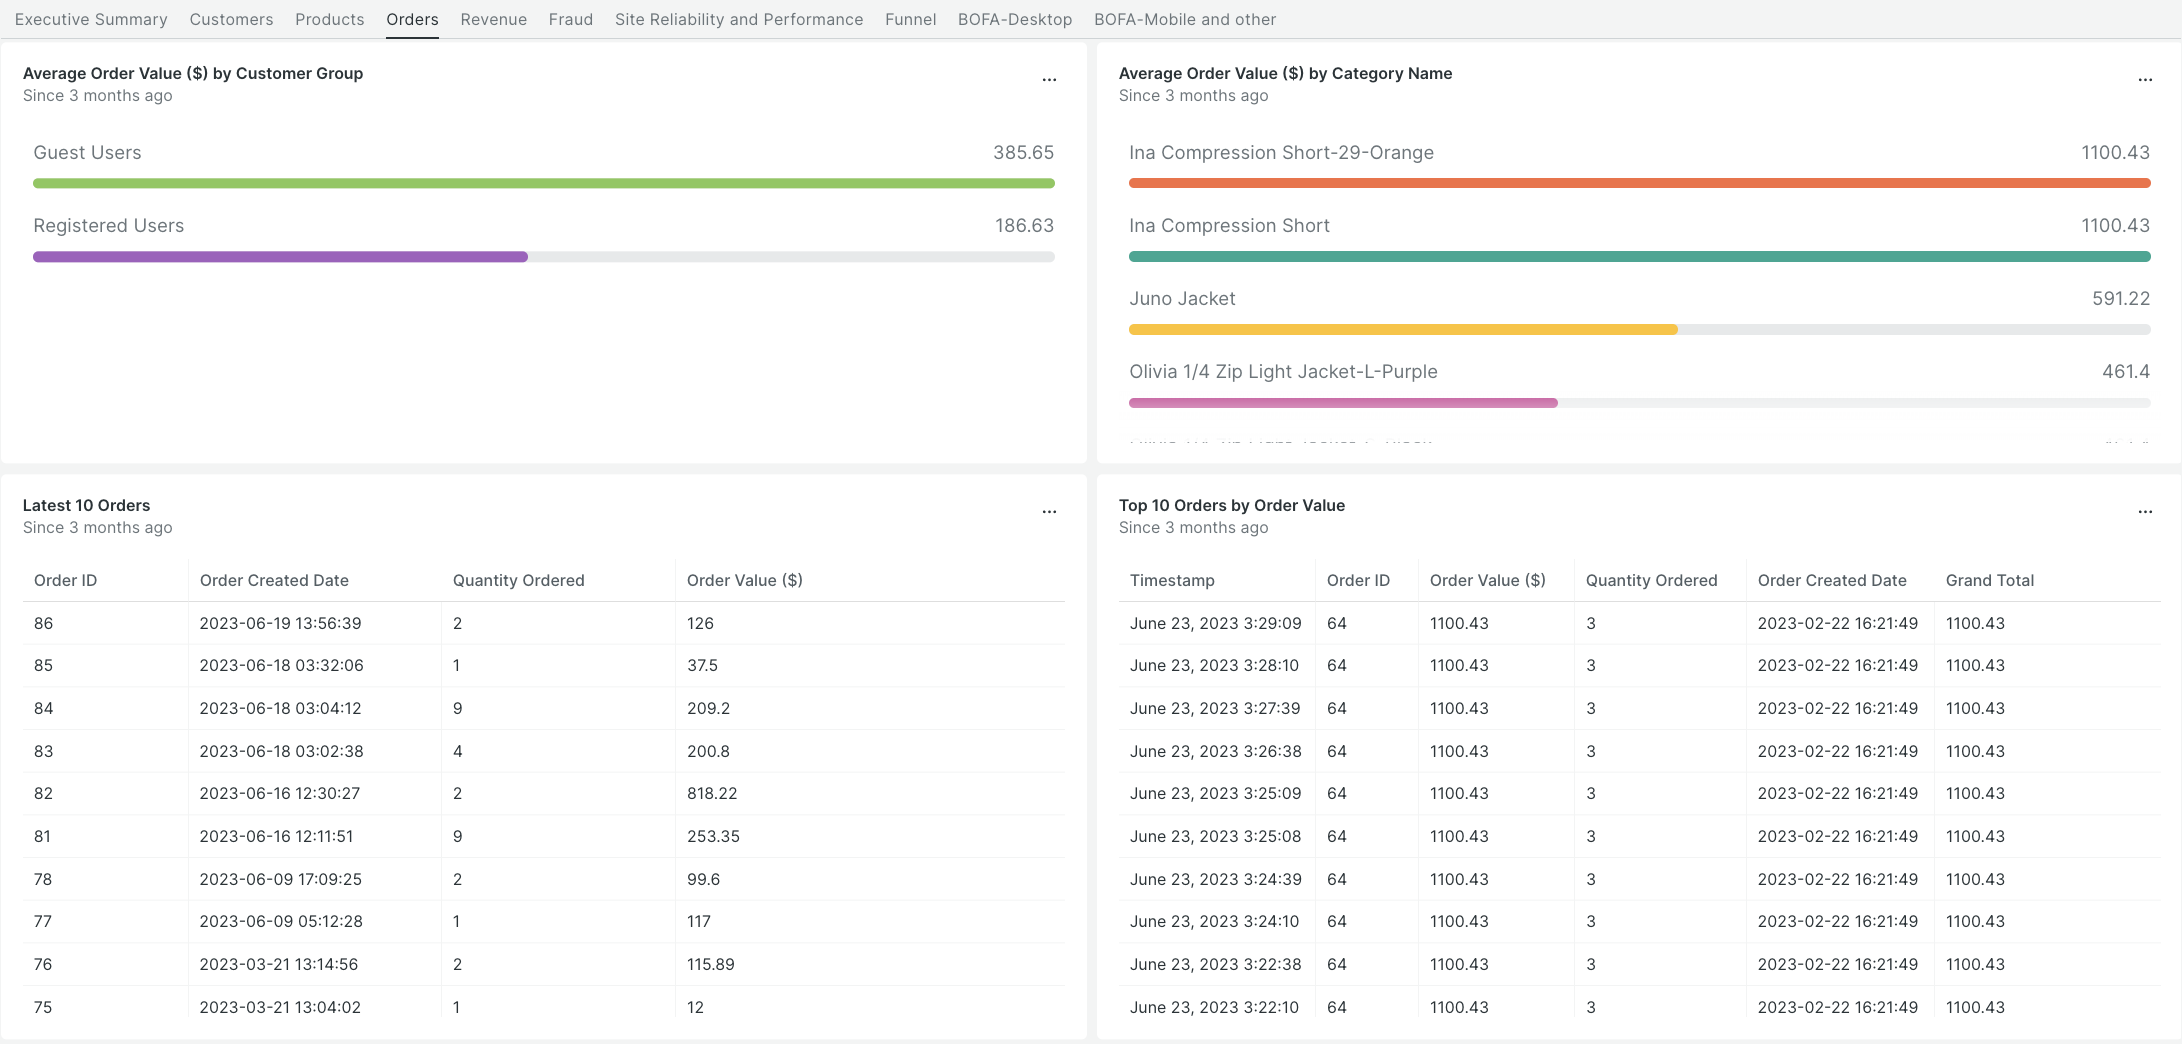 Executive Summary Customers Products Orders Revenue Fraud Site Reliability and Performance Funnel BOFA-Desktop BOFA-Mobile and other
Average Order Value ($) by Customer Group
Since 3 months ago
Guest Users 385.65
Registered Users 186.63
Average Order Value ($) by Category Name
Since 3 months ago
Ina Compression Short-29-Orange 1100.43
Ina Compression Short 1100.43
Juno Jacket 591.22
Olivia 1/4 Zip Light Jacket-L-Purple 461.4
Latest 10 Orders
Since 3 months ago
Order ID Order Created Date Quantity Ordered Order Value ($)
86 2023-06-19 13:56:39 2 126
85 2023-06-18 03:32:06 1 37.5
84 2023-06-18 03:04:12 9 209.2
83 2023-06-18 03:02:38 4 200.8
82 2023-06-16 12:30:27 2 818.22
81 2023-06-16 12:11:51 9 253.35
78 2023-06-09 17:09:25 2 99.6
77 2023-06-09 05:12:28 1 117
76 2023-03-21 13:14:56 2 115.89
75 2023-03-21 13:04:02 1 12
Top 10 Orders by Order Value
Since 3 months ago
Timestamp Order ID Order Value ($) Quantity Ordered Order Created Date Grand Total
June 23, 2023 3:29:09 64 1100.43 3 2023-02-22 16:21:49 1100.43
June 23, 2023 3:28:10 64 1100.43 3 2023-02-22 16:21:49 1100.43
June 23, 2023 3:27:39 64 1100.43 3 2023-02-22 16:21:49 1100.43
June 23, 2023 3:26:38 64 1100.43 3 2023-02-22 16:21:49 1100.43
June 23, 2023 3:25:09 64 1100.43 3 2023-02-22 16:21:49 1100.43
June 23, 2023 3:25:08 64 1100.43 3 2023-02-22 16:21:49 1100.43
June 23, 2023 3:24:39 64 1100.43 3 2023-02-22 16:21:49 1100.43
June 23, 2023 3:24:10 64 1100.43 3 2023-02-22 16:21:49 1100.43
June 23, 2023 3:22:38 64 1100.43 3 2023-02-22 16:21:49 1100.43
June 23, 2023 3:22:10 64 1100.43 3 2023-02-22 16:21:49 1100.43